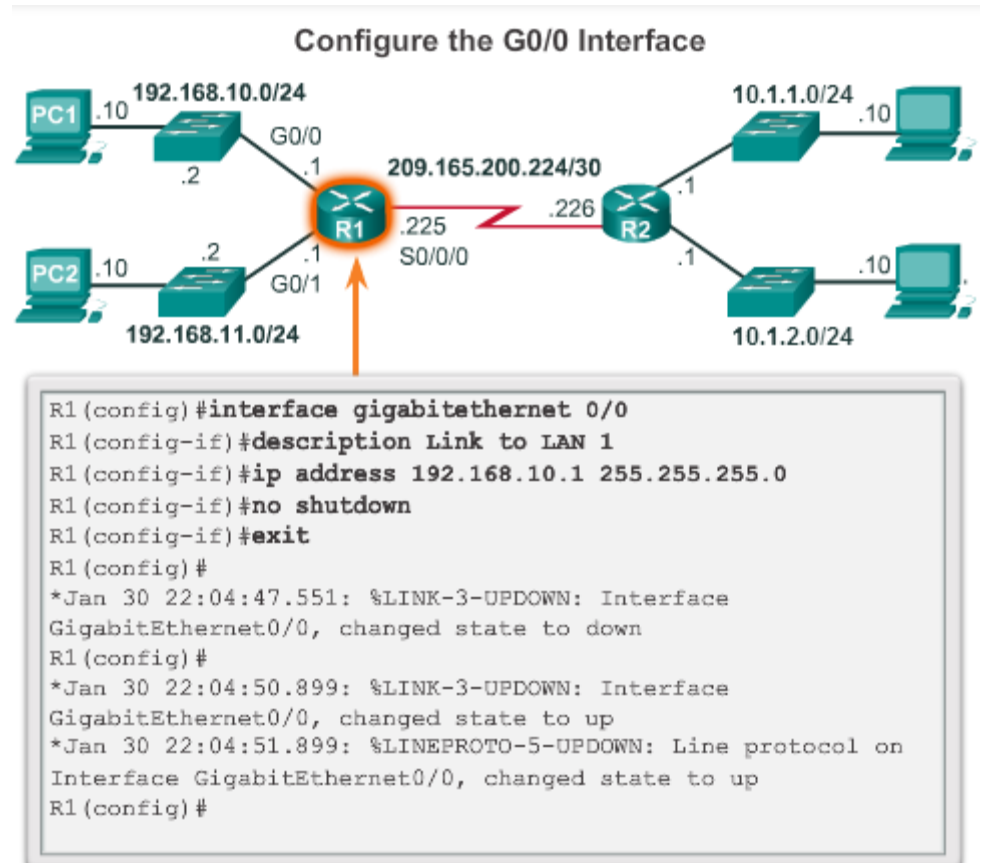 Configure the G0/0 Interface
192.168.10.0/24
10.1.1.0/24
PC1
.10
.10
G0/0
.1
209.165.200.224/30
.2
.1
.226
R1
.225
R2
S0/0/0
.2
.1
.1
PC2
.10
.10
G0/1
192.168.11.0/24
10.1.2.0/24
R1(config)#interface gigabitethernet 0/0
R1(config-if)#description Link to LAN 1
R1(config-if)#ip address 192.168.10.1 255.255.255.0
R1(config-if)#no shutdown
R1(config-if)#exit
R1(config)#
*Jan 30 22:04:47.551: %LINK-3-UPDOWN: Interface
GigabitEthernet0/0, changed state to down
R1(config)#
*Jan 30 22:04:50.899: %LINK-3-UPDOWN: Interface
GigabitEthernet0/0, changed state to up
*Jan 30 22:04:51.899: %LINEPROTO-5-UPDOWN: Line protocol on
Interface GigabitEthernet0/0, changed state to up
R1(config)#